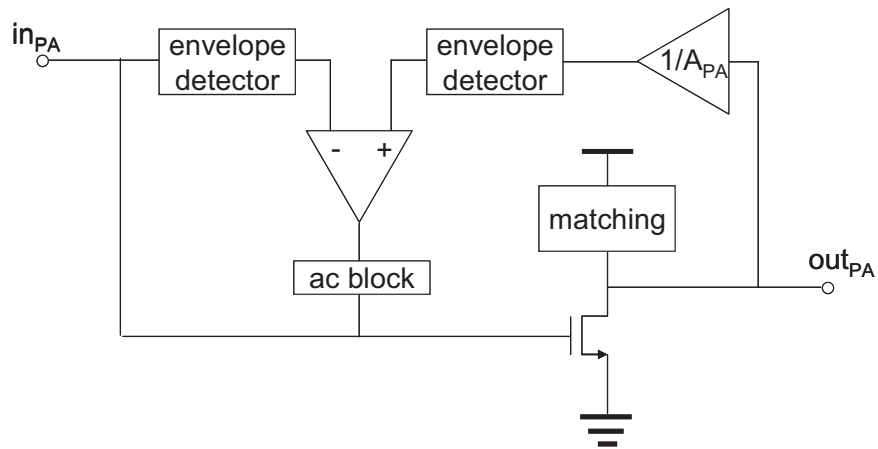 in_PA
envelope
detector
envelope
detector
1/A_PA
- +
matching
ac block
out_PA